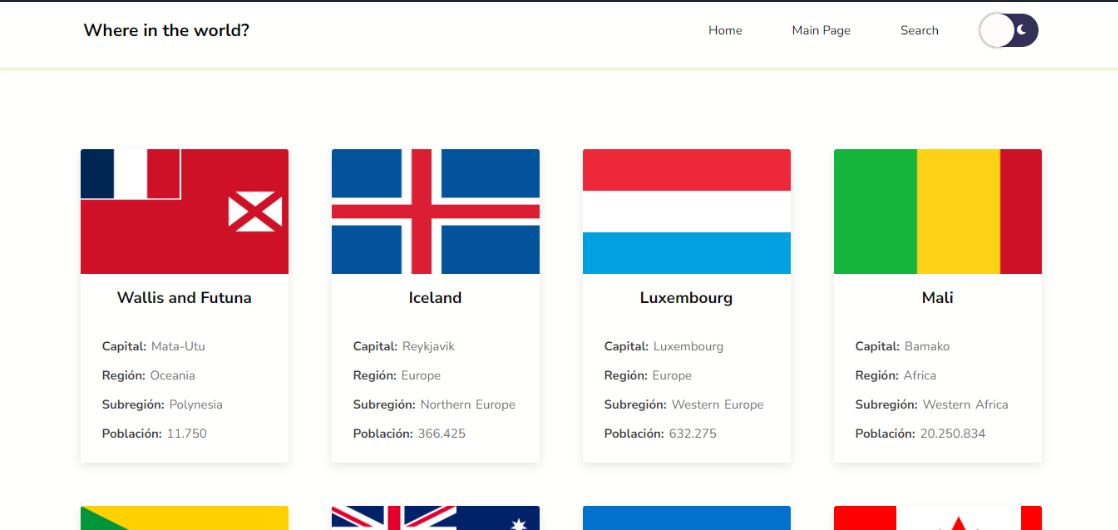 Where in the world?
Home
Main Page
Search
Wallis and Futuna
Capital: Mata-Utu
Región: Oceania
Subregión: Polynesia
Población: 11.750
Iceland
Capital: Reykjavik
Región: Europe
Subregión: Northern Europe
Población: 366.425
Luxembourg
Capital: Luxembourg
Región: Europe
Subregión: Western Europe
Población: 632.275
Mali
Capital: Bamako
Región: Africa
Subregión: Western Africa
Población: 20.250.834